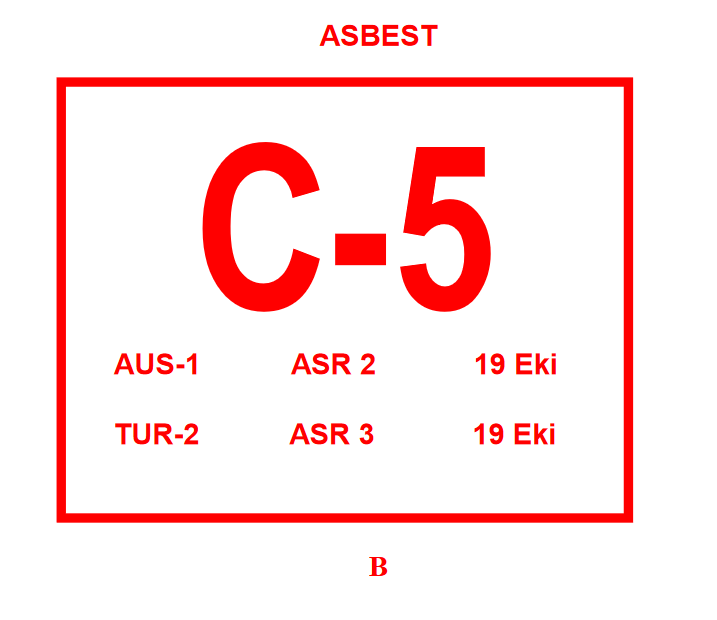 ASBEST
C-5
AUS-1 ASR 2 19 Eki
TUR-2 ASR 3 19 Eki
B